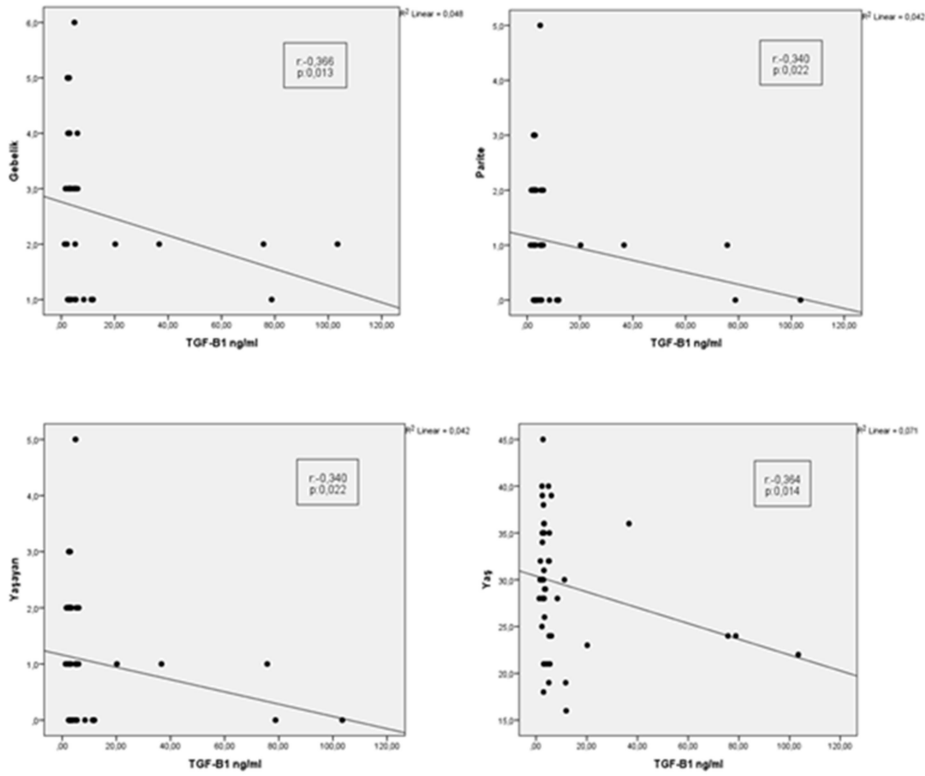 R² Linear = 0,048
r:-0,366
p:0,013
Gebelik
6,0
5,0
4,0
3,0
2,0
1,0
,00 20,00 40,00 60,00 80,00 100,00 120,00
TGF-B1 ng/ml
R² Linear = 0,042
r:-0,340
p:0,022
Parite
5,0
4,0
3,0
2,0
1,0
,0
,00 20,00 40,00 60,00 80,00 100,00 120,00
TGF-B1 ng/ml
R² Linear = 0,042
r:-0,340
p:0,022
Yaşayan
5,0
4,0
3,0
2,0
1,0
,0
,00 20,00 40,00 60,00 80,00 100,00 120,00
TGF-B1 ng/ml
R² Linear = 0,071
r:-0,364
p:0,014
Yaş
45,0
40,0
35,0
30,0
25,0
20,0
15,0
,00 20,00 40,00 60,00 80,00 100,00 120,00
TGF-B1 ng/ml